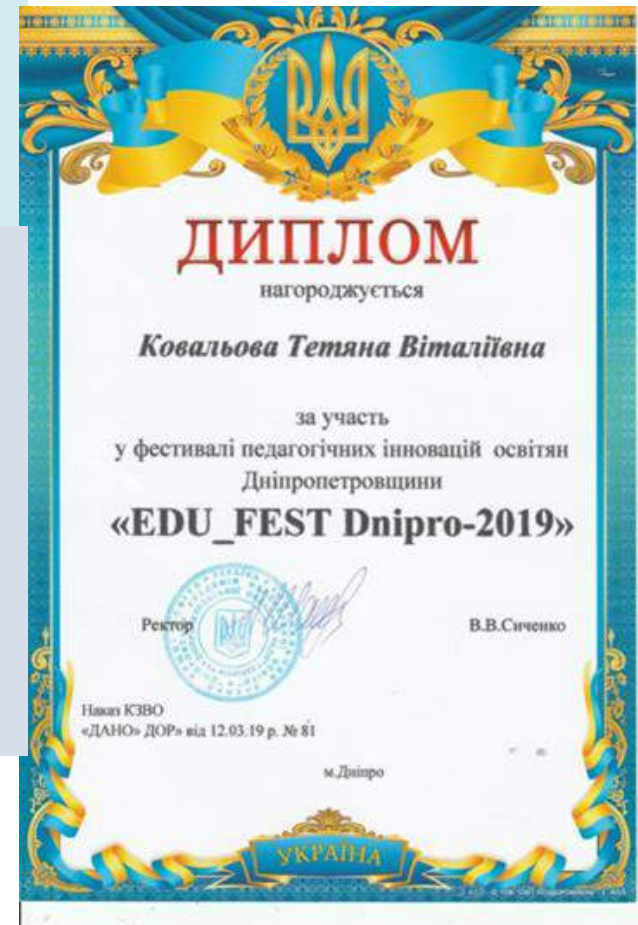 ДИПЛОМ
нагороджується
Ковальова Тетяна Віталіївна
за участь
у фестивалі педагогічних інновацій освітян
Дніпропетровщини
«EDU_FEST Dnipro-2019»
Ректор
В.В.Сиченко
Наказ КЗВО
«ДАНО» ДОР» від 12.03.19 р. № 81
м.Дніпро
УКРАЇНА